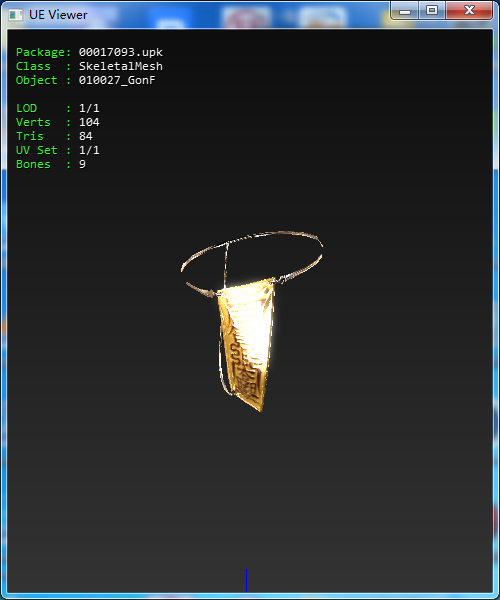 UE Viewer
Package: 00017093.upk
Class : SkeletalMesh
Object : 010027_GonF
LOD : 1/1
Verts : 104
Tris : 84
UV Set : 1/1
Bones : 9